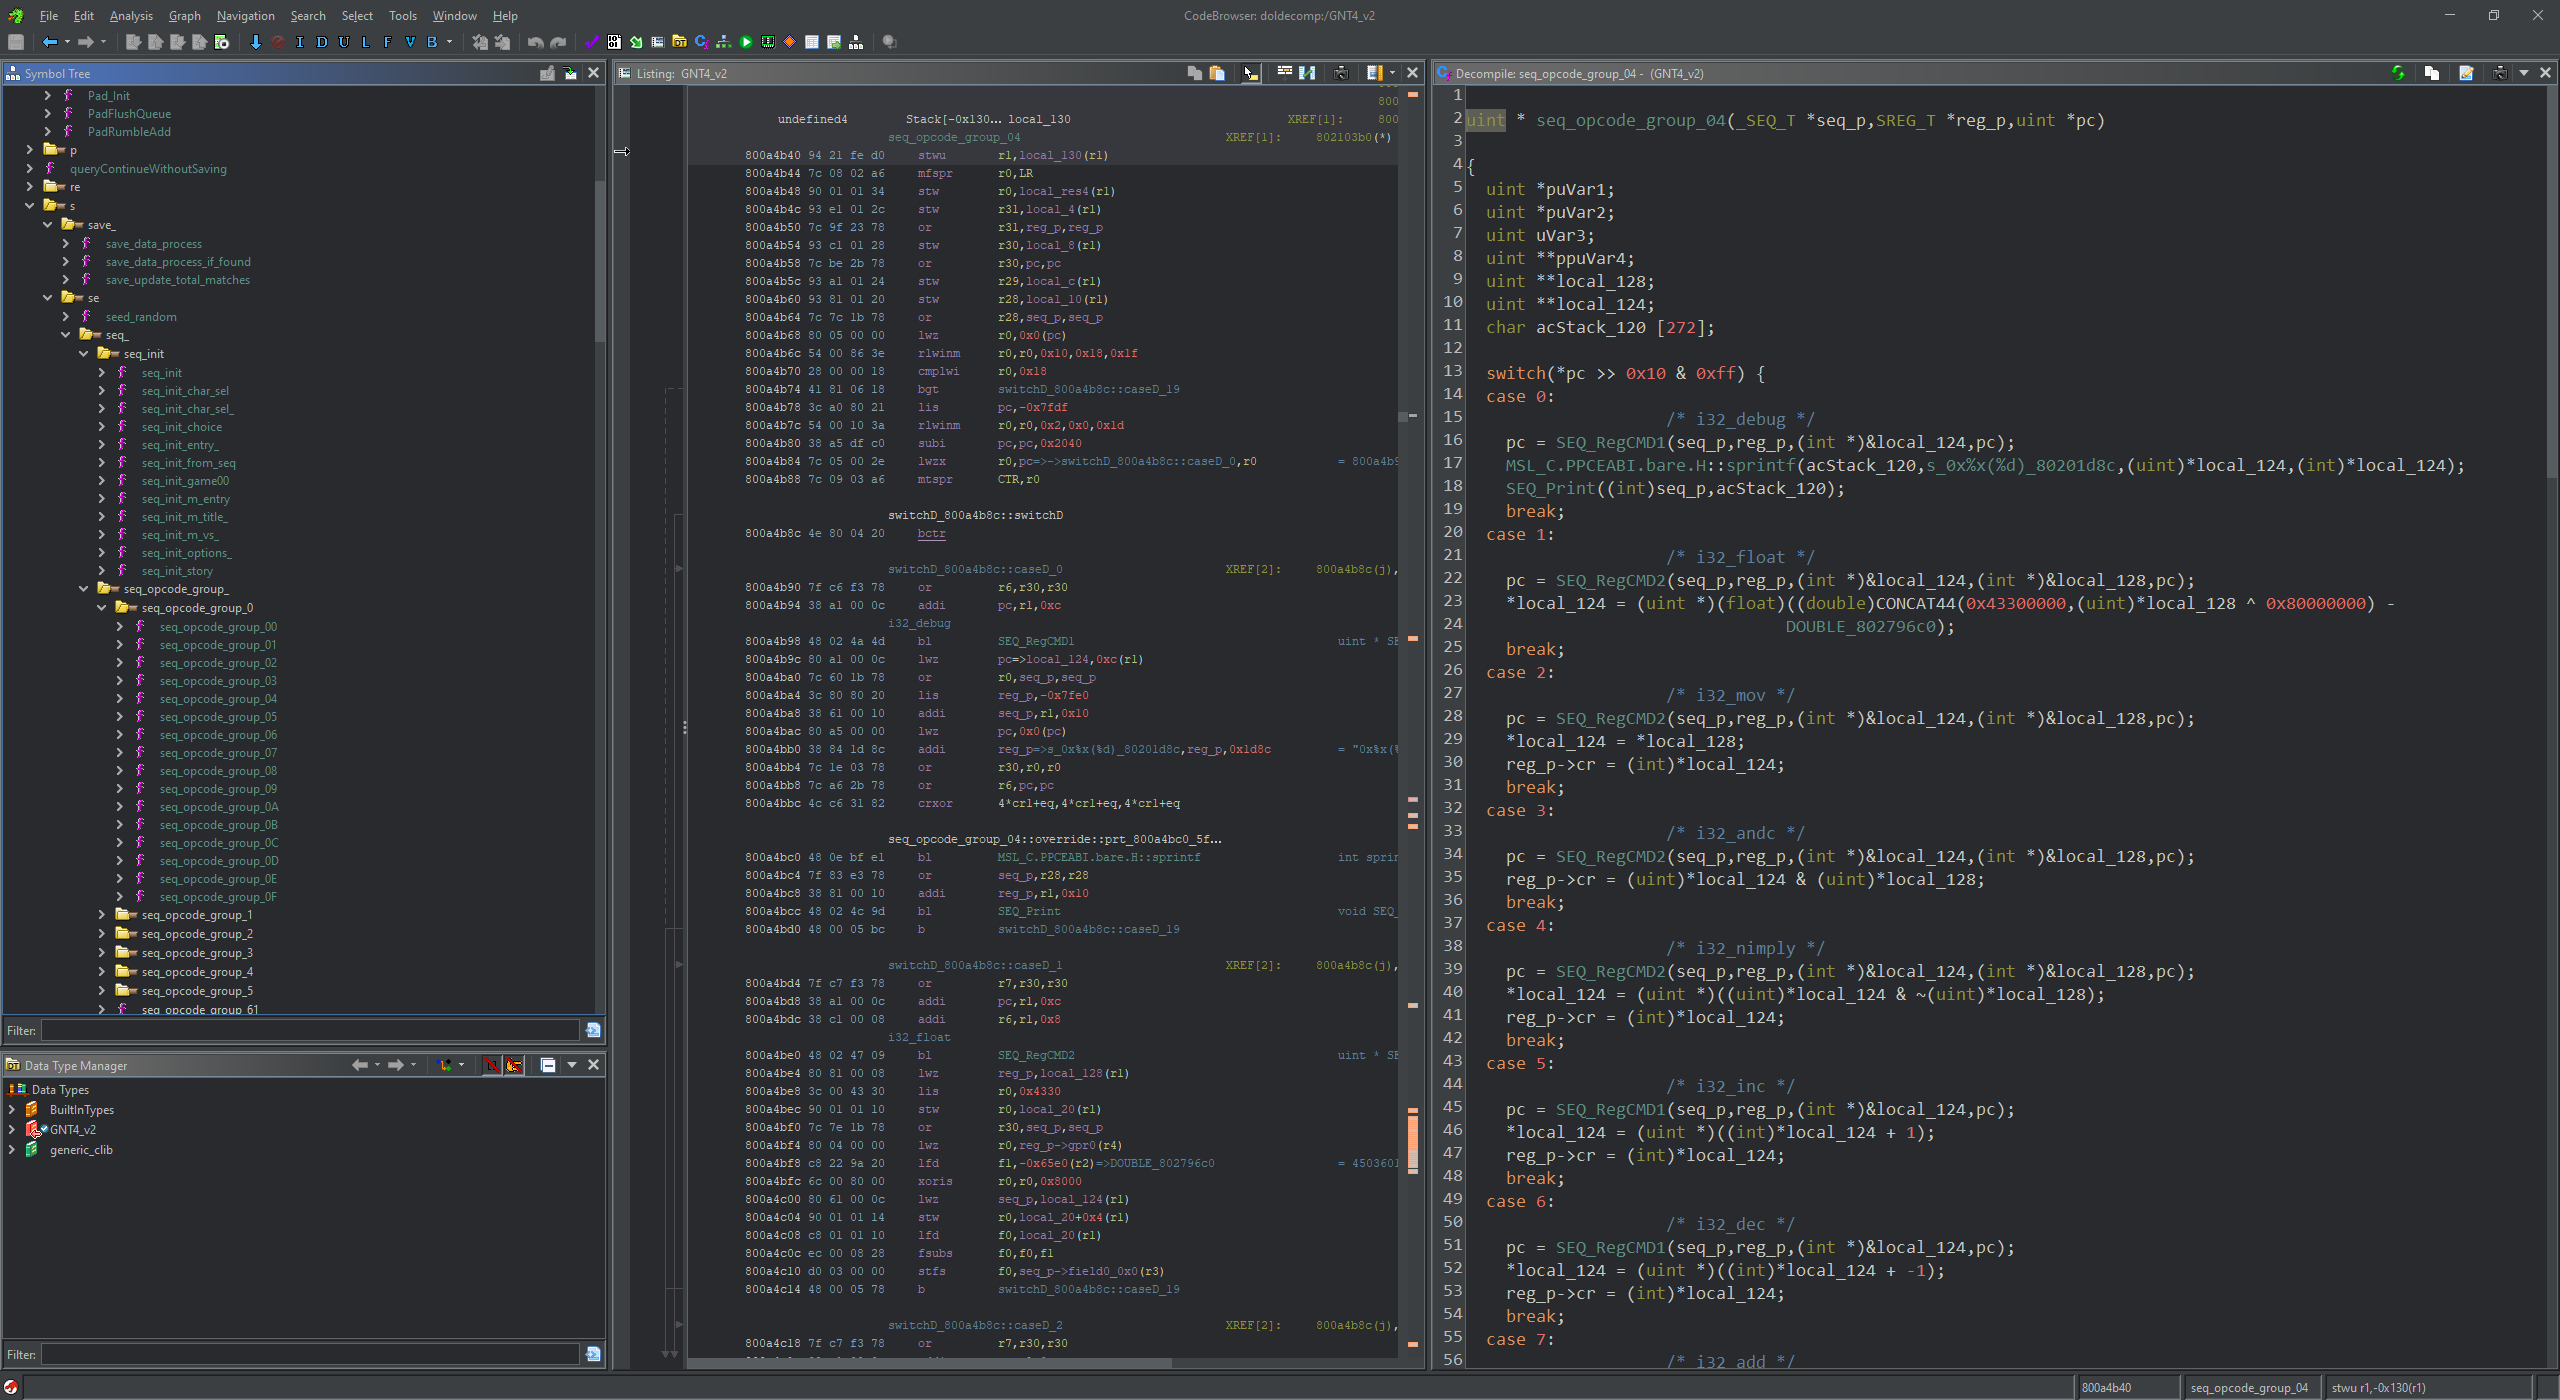 File Edit Analysis Graph Navigation Search Select Tools Window Help
CodeBrowser: doldecomp:/GNT4_v2
I D U L F V B
Symbol Tree
Pad_Init
PadFlushQueue
PadRumbleAdd
p
queryContinueWithoutSaving
re
s
save_
save_data_process
save_data_process_if_found
save_update_total_matches
se
seed_random
seq_
seq_init
seq_init
seq_init_char_sel
seq_init_char_sel_
seq_init_choice
seq_init_entry_
seq_init_from_seq
seq_init_game00
seq_init_m_entry
seq_init_m_title_
seq_init_m_vs_
seq_init_options_
seq_init_story
seq_opcode_group_
seq_opcode_group_0
seq_opcode_group_00
seq_opcode_group_01
seq_opcode_group_02
seq_opcode_group_03
seq_opcode_group_04
seq_opcode_group_05
seq_opcode_group_06
seq_opcode_group_07
seq_opcode_group_08
seq_opcode_group_09
seq_opcode_group_0A
seq_opcode_group_0B
seq_opcode_group_0C
seq_opcode_group_0D
seq_opcode_group_0E
seq_opcode_group_0F
seq_opcode_group_1
seq_opcode_group_2
seq_opcode_group_3
seq_opcode_group_4
seq_opcode_group_5
seq_opcode_group_61
Filter:
Data Type Manager
Data Types
BuiltInTypes
GNT4_v2
generic_clib
Filter:
Listing: GNT4_v2
800
undefined4 Stack[-0x130... local_130 XREF[1]: 800
seq_opcode_group_04 XREF[1]: 802103b0(*)
800a4b40 94 21 fe d0 stwu r1,local_130(r1)
800a4b44 7c 08 02 a6 mfspr r0,LR
800a4b48 90 01 01 34 stw r0,local_res4(r1)
800a4b4c 93 e1 01 2c stw r31,local_4(r1)
800a4b50 7c 9f 23 78 or r31,reg_p,reg_p
800a4b54 93 c1 01 28 stw r30,local_8(r1)
800a4b58 7c be 2b 78 or r30,pc,pc
800a4b5c 93 a1 01 24 stw r29,local_c(r1)
800a4b60 93 81 01 20 stw r28,local_10(r1)
800a4b64 7c 7c 1b 78 or r28,seq_p,seq_p
800a4b68 80 05 00 00 lwz r0,0x0(pc)
800a4b6c 54 00 86 3e rlwinm r0,r0,0x10,0x18,0x1f
800a4b70 28 00 00 18 cmplwi r0,0x18
800a4b74 41 81 06 18 bgt switchD_800a4b8c::caseD_19
800a4b78 3c a0 80 21 lis pc,-0x7fdf
800a4b7c 54 00 10 3a rlwinm r0,r0,0x2,0x0,0x1d
800a4b80 38 a5 df c0 subi pc,pc,0x2040
800a4b84 7c 05 00 2e lwzx r0,pc=>->switchD_800a4b8c::caseD_0,r0 = 800a4b9
800a4b88 7c 09 03 a6 mtspr CTR,r0
switchD_800a4b8c::switchD
800a4b8c 4e 80 04 20 bctr
switchD_800a4b8c::caseD_0 XREF[2]: 800a4b8c(j),
800a4b90 7f c6 f3 78 or r6,r30,r30
800a4b94 38 a1 00 0c addi pc,r1,0xc
i32_debug
800a4b98 48 02 4a 4d bl SEQ_RegCMD1 uint * SE
800a4b9c 80 a1 00 0c lwz pc=>local_124,0xc(r1)
800a4ba0 7c 60 1b 78 or r0,seq_p,seq_p
800a4ba4 3c 80 80 20 lis reg_p,-0x7fe0
800a4ba8 38 61 00 10 addi seq_p,r1,0x10
800a4bac 80 a5 00 00 lwz pc,0x0(pc)
800a4bb0 38 84 1d 8c addi reg_p=>s_0x%x(%d)_80201d8c,reg_p,0x1d8c = "0x%x(%
800a4bb4 7c 1e 03 78 or r30,r0,r0
800a4bb8 7c a6 2b 78 or r6,pc,pc
800a4bbc 4c c6 31 82 crxor 4*cr1+eq,4*cr1+eq,4*cr1+eq
seq_opcode_group_04::override::prt_800a4bc0_5f...
800a4bc0 48 0e bf e1 bl MSL_C.PPCEABI.bare.H::sprintf int sprin
800a4bc4 7f 83 e3 78 or seq_p,r28,r28
800a4bc8 38 81 00 10 addi reg_p,r1,0x10
800a4bcc 48 02 4c 9d bl SEQ_Print void SEQ_
800a4bd0 48 00 05 bc b switchD_800a4b8c::caseD_19
switchD_800a4b8c::caseD_1 XREF[2]: 800a4b8c(j),
800a4bd4 7f c7 f3 78 or r7,r30,r30
800a4bd8 38 a1 00 0c addi pc,r1,0xc
800a4bdc 38 c1 00 08 addi r6,r1,0x8
i32_float
800a4be0 48 02 47 09 bl SEQ_RegCMD2 uint * SE
800a4be4 80 81 00 08 lwz reg_p,local_128(r1)
800a4be8 3c 00 43 30 lis r0,0x4330
800a4bec 90 01 01 10 stw r0,local_20(r1)
800a4bf0 7c 7e 1b 78 or r30,seq_p,seq_p
800a4bf4 80 04 00 00 lwz r0,reg_p->gpr0(r4)
800a4bf8 c8 22 9a 20 lfd f1,-0x65e0(r2)=>DOUBLE_802796c0 = 4503601
800a4bfc 6c 00 80 00 xoris r0,r0,0x8000
800a4c00 80 61 00 0c lwz seq_p,local_124(r1)
800a4c04 90 01 01 14 stw r0,local_20+0x4(r1)
800a4c08 c8 01 01 10 lfd f0,local_20(r1)
800a4c0c ec 00 08 28 fsubs f0,f0,f1
800a4c10 d0 03 00 00 stfs f0,seq_p->field0_0x0(r3)
800a4c14 48 00 05 78 b switchD_800a4b8c::caseD_19
switchD_800a4b8c::caseD_2 XREF[2]: 800a4b8c(j),
800a4c18 7f c7 f3 78 or r7,r30,r30
Decompile: seq_opcode_group_04 - (GNT4_v2)
1
2 uint * seq_opcode_group_04(_SEQ_T *seq_p,SREG_T *reg_p,uint *pc)
3
4 {
5 uint *puVar1;
6 uint *puVar2;
7 uint uVar3;
8 uint **ppuVar4;
9 uint **local_128;
10 uint **local_124;
11 char acStack_120 [272];
12
13 switch(*pc >> 0x10 & 0xff) {
14 case 0:
15 /* i32_debug */
16 pc = SEQ_RegCMD1(seq_p,reg_p,(int *)&local_124,pc);
17 MSL_C.PPCEABI.bare.H::sprintf(acStack_120,s_0x%x(%d)_80201d8c,(uint)*local_124,(int)*local_124);
18 SEQ_Print((int)seq_p,acStack_120);
19 break;
20 case 1:
21 /* i32_float */
22 pc = SEQ_RegCMD2(seq_p,reg_p,(int *)&local_124,(int *)&local_128,pc);
23 *local_124 = (uint *)(float)((double)CONCAT44(0x43300000,(uint)*local_128 ^ 0x80000000) -
24 DOUBLE_802796c0);
25 break;
26 case 2:
27 /* i32_mov */
28 pc = SEQ_RegCMD2(seq_p,reg_p,(int *)&local_124,(int *)&local_128,pc);
29 *local_124 = *local_128;
30 reg_p->cr = (int)*local_124;
31 break;
32 case 3:
33 /* i32_andc */
34 pc = SEQ_RegCMD2(seq_p,reg_p,(int *)&local_124,(int *)&local_128,pc);
35 reg_p->cr = (uint)*local_124 & (uint)*local_128;
36 break;
37 case 4:
38 /* i32_nimply */
39 pc = SEQ_RegCMD2(seq_p,reg_p,(int *)&local_124,(int *)&local_128,pc);
40 *local_124 = (uint *)((uint)*local_124 & ~(uint)*local_128);
41 reg_p->cr = (int)*local_124;
42 break;
43 case 5:
44 /* i32_inc */
45 pc = SEQ_RegCMD1(seq_p,reg_p,(int *)&local_124,pc);
46 *local_124 = (uint *)((int)*local_124 + 1);
47 reg_p->cr = (int)*local_124;
48 break;
49 case 6:
50 /* i32_dec */
51 pc = SEQ_RegCMD1(seq_p,reg_p,(int *)&local_124,pc);
52 *local_124 = (uint *)((int)*local_124 + -1);
53 reg_p->cr = (int)*local_124;
54 break;
55 case 7:
56 /* i32_add */
800a4b40 seq_opcode_group_04 stwu r1,-0x130(r1)